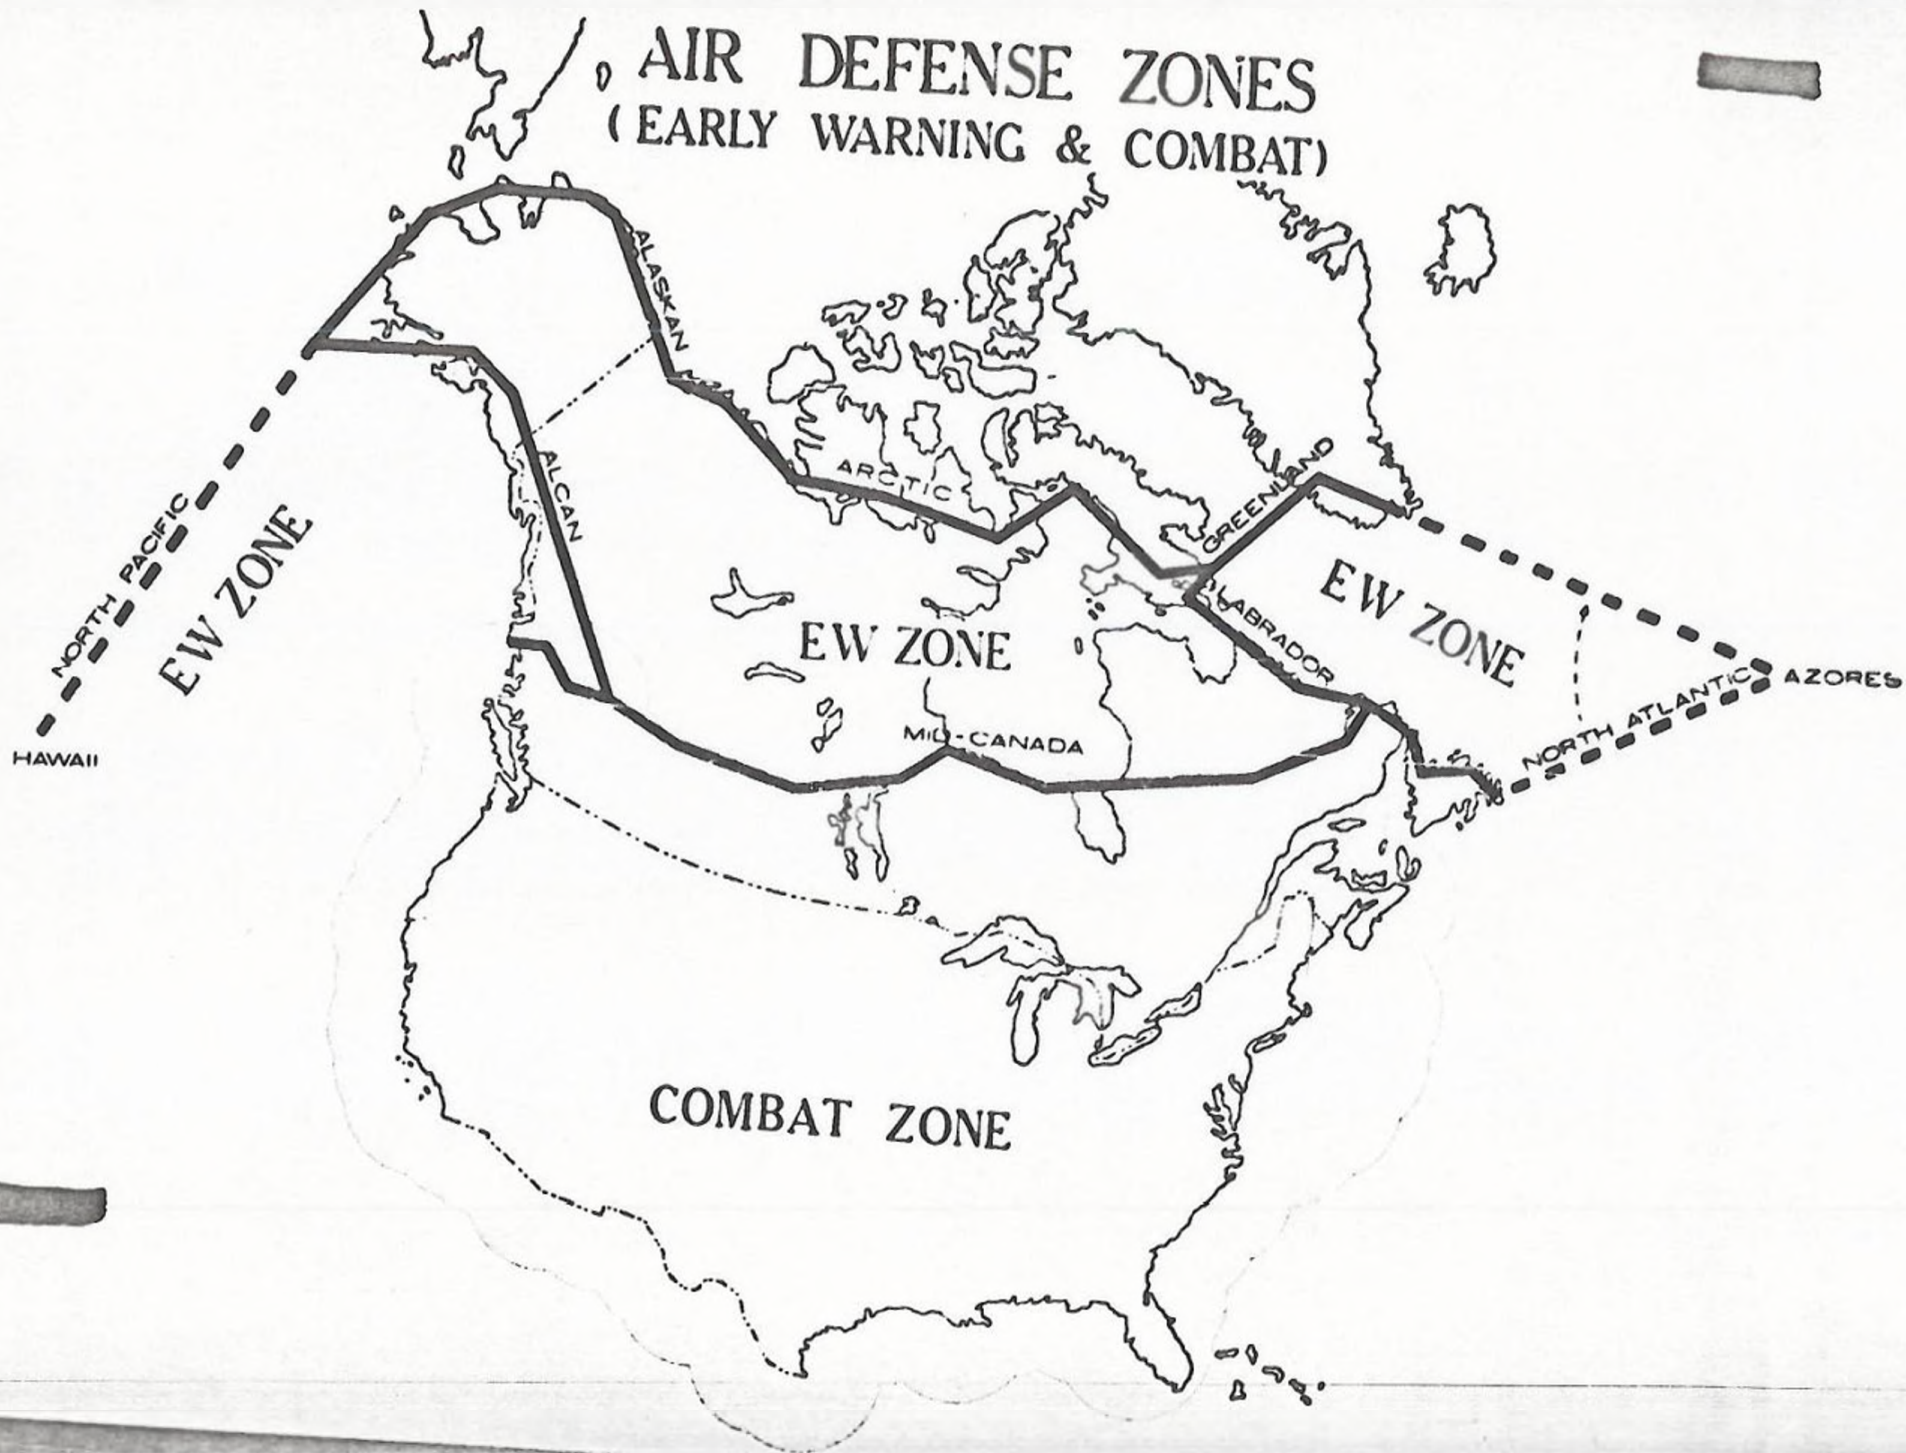 AIR DEFENSE ZONES
(EARLY WARNING & COMBAT)
ALASKAN
ARCTIC
GREENLAND
ALCAN
NORTH PACIFIC
EW ZONE
EW ZONE
EW ZONE
LABRADOR
AZORES
NORTH ATLANTIC
MID-CANADA
HAWAII
COMBAT ZONE